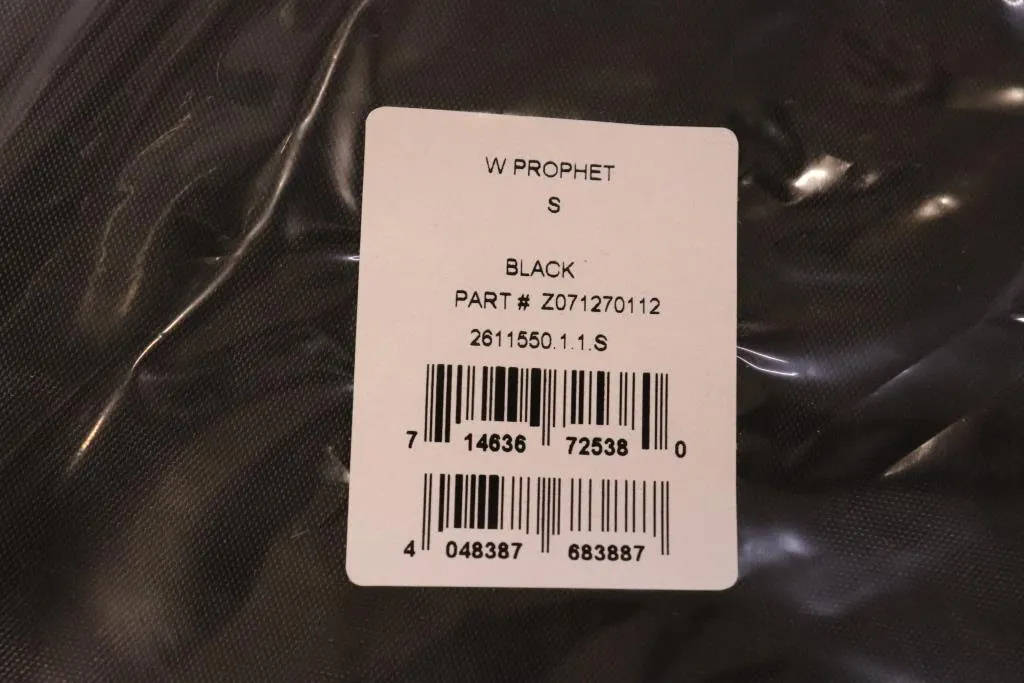 W PROPHET
S
BLACK
PART # Z071270112
2611550.1.1.S
7 14636 72538 0
4 048387 683887